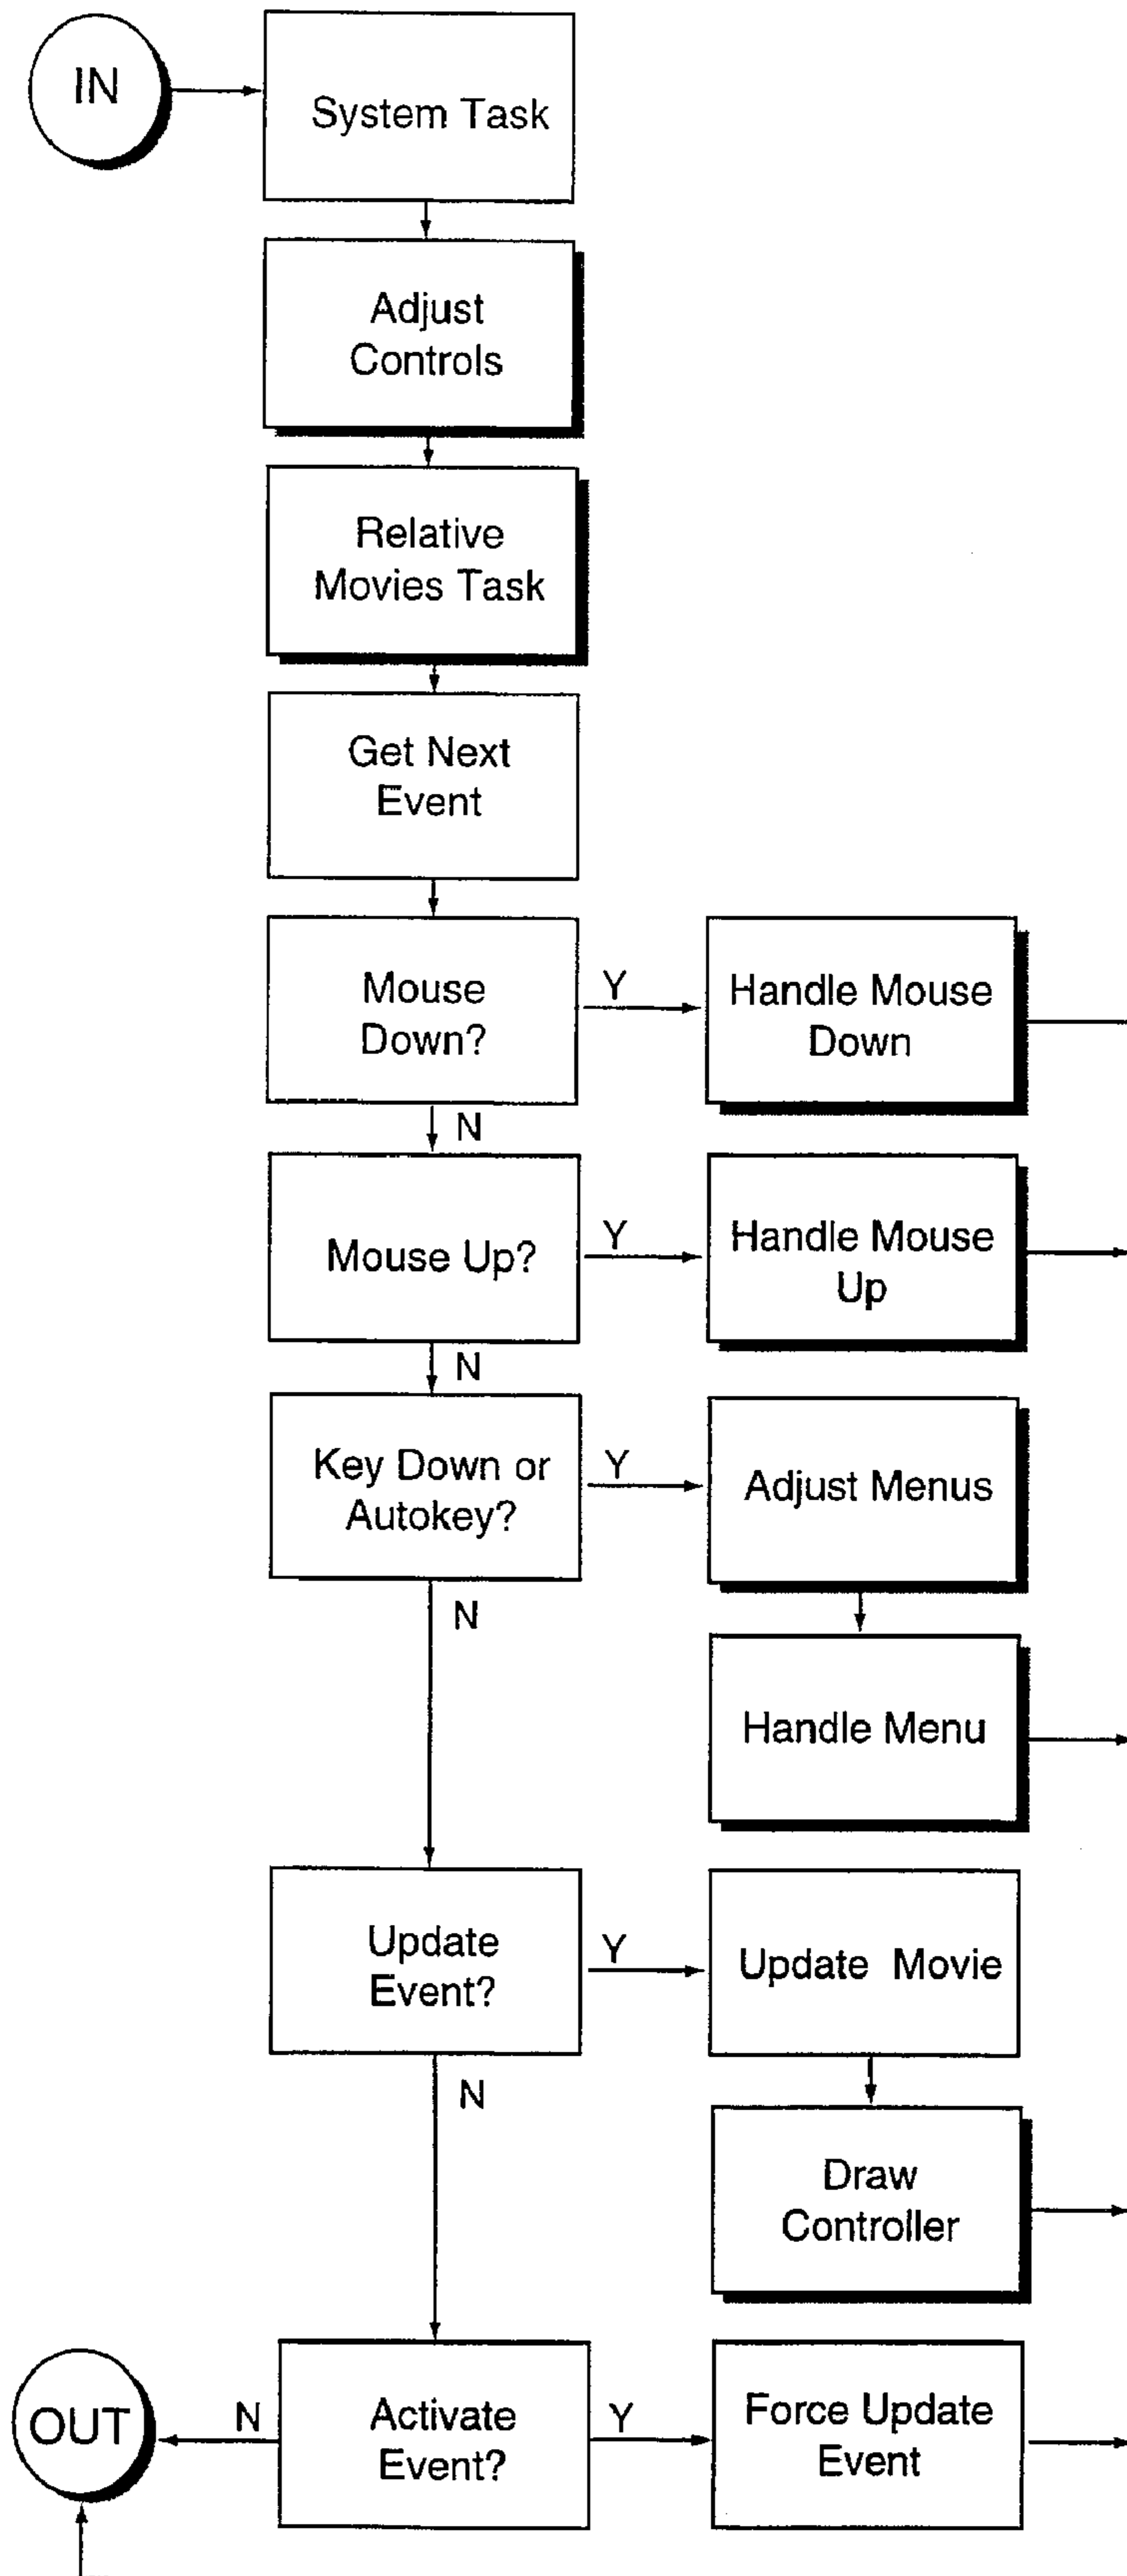 IN
System Task
Adjust
Controls
Relative
Movies Task
Get Next
Event
Mouse
Down?
Y
Handle Mouse
Down
N
Mouse Up?
Y
Handle Mouse
Up
N
Key Down or
Autokey?
Y
Adjust Menus
N
Handle Menu
Update
Event?
Y
Update Movie
N
Draw
Controller
OUT
N
Activate
Event?
Y
Force Update
Event